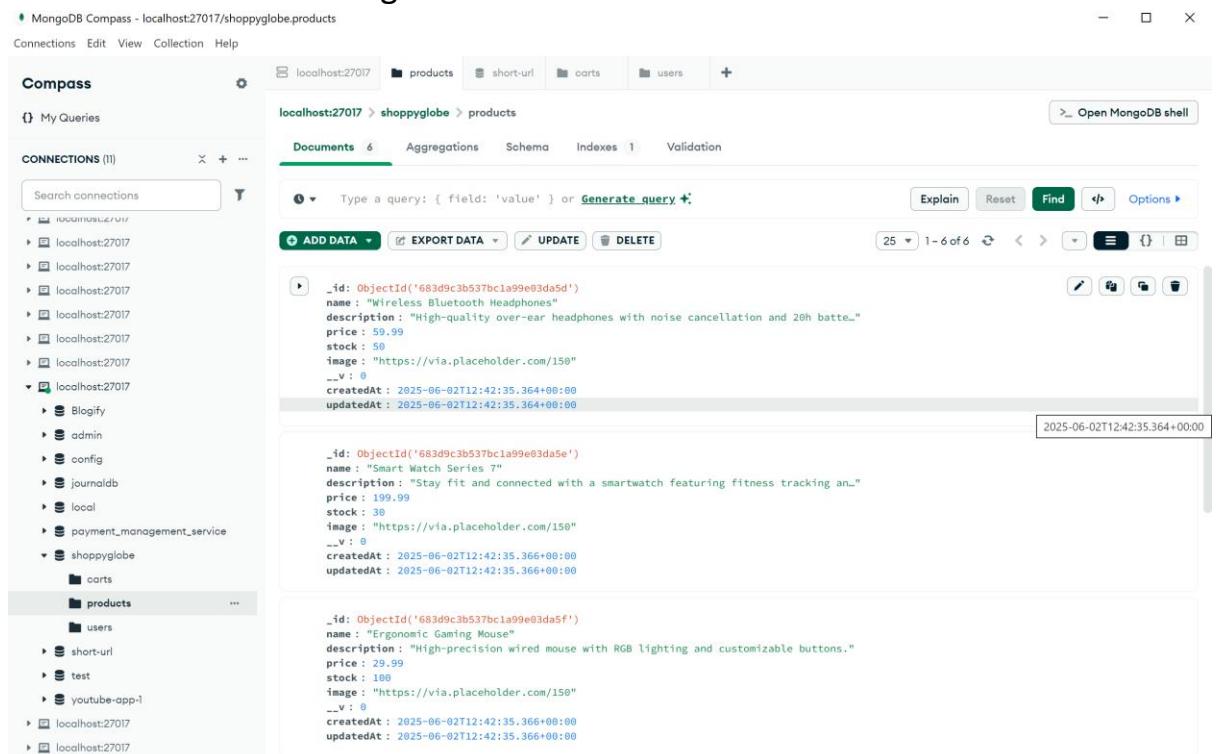 MongoDB Compass - localhost:27017/shoppyglobe.products
Connections Edit View Collection Help
Compass
{} My Queries
CONNECTIONS (11)
Search connections
localhost:27017
localhost:27017
localhost:27017
localhost:27017
localhost:27017
localhost:27017
localhost:27017
localhost:27017
Blogify
admin
config
journaldb
local
payment_management_service
shoppyglobe
carts
products
users
short-url
test
youtube-app-1
localhost:27017
localhost:27017
localhost:27017 products short-url carts users
localhost:27017 > shoppyglobe > products
>_ Open MongoDB shell
Documents 6 Aggregations Schema Indexes 1 Validation
Type a query: { field: 'value' } or Generate query
Explain Reset Find </> Options
ADD DATA EXPORT DATA UPDATE DELETE
25 1 – 6 of 6 {}
_id: ObjectId('683d9c3b537bc1a99e03da5d')
name : "Wireless Bluetooth Headphones"
description : "High-quality over-ear headphones with noise cancellation and 20h batte…"
price : 59.99
stock : 50
image : "https://via.placeholder.com/150"
__v : 0
createdAt : 2025-06-02T12:42:35.364+00:00
updatedAt : 2025-06-02T12:42:35.364+00:00
2025-06-02T12:42:35.364+00:00
_id: ObjectId('683d9c3b537bc1a99e03da5e')
name : "Smart Watch Series 7"
description : "Stay fit and connected with a smartwatch featuring fitness tracking an…"
price : 199.99
stock : 30
image : "https://via.placeholder.com/150"
__v : 0
createdAt : 2025-06-02T12:42:35.366+00:00
updatedAt : 2025-06-02T12:42:35.366+00:00
_id: ObjectId('683d9c3b537bc1a99e03da5f')
name : "Ergonomic Gaming Mouse"
description : "High-precision wired mouse with RGB lighting and customizable buttons."
price : 29.99
stock : 100
image : "https://via.placeholder.com/150"
__v : 0
createdAt : 2025-06-02T12:42:35.366+00:00
updatedAt : 2025-06-02T12:42:35.366+00:00